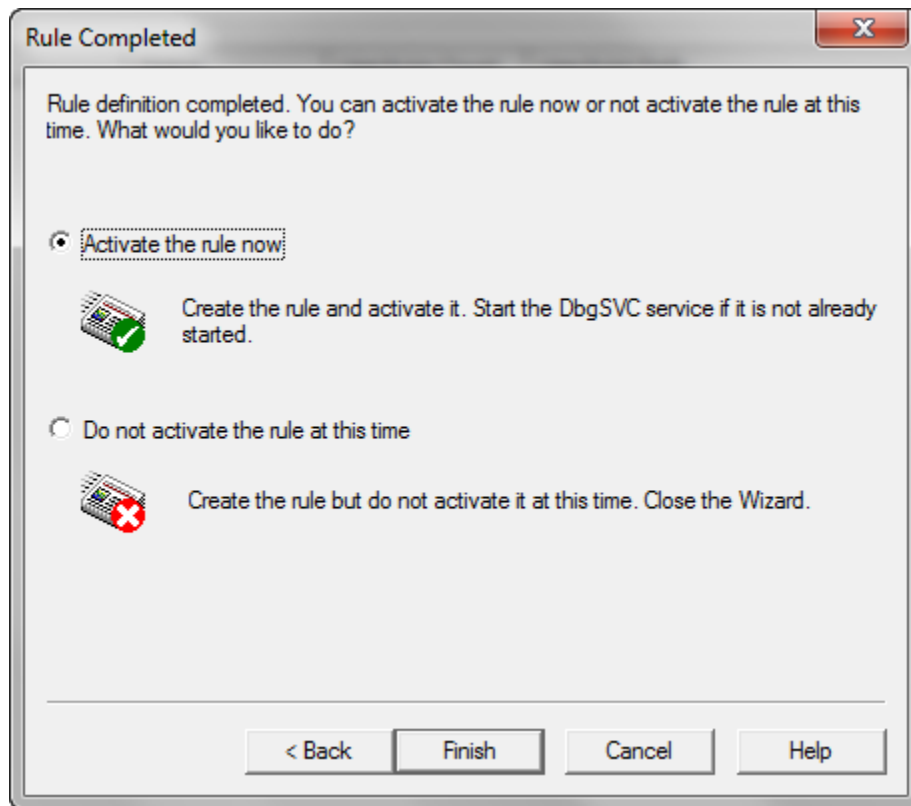 Rule Completed
Rule definition completed. You can activate the rule now or not activate the rule at this
time. What would you like to do?
Activate the rule now
Create the rule and activate it. Start the DbgSVC service if it is not already
started.
Do not activate the rule at this time
Create the rule but do not activate it at this time. Close the Wizard.
< Back
Finish
Cancel
Help